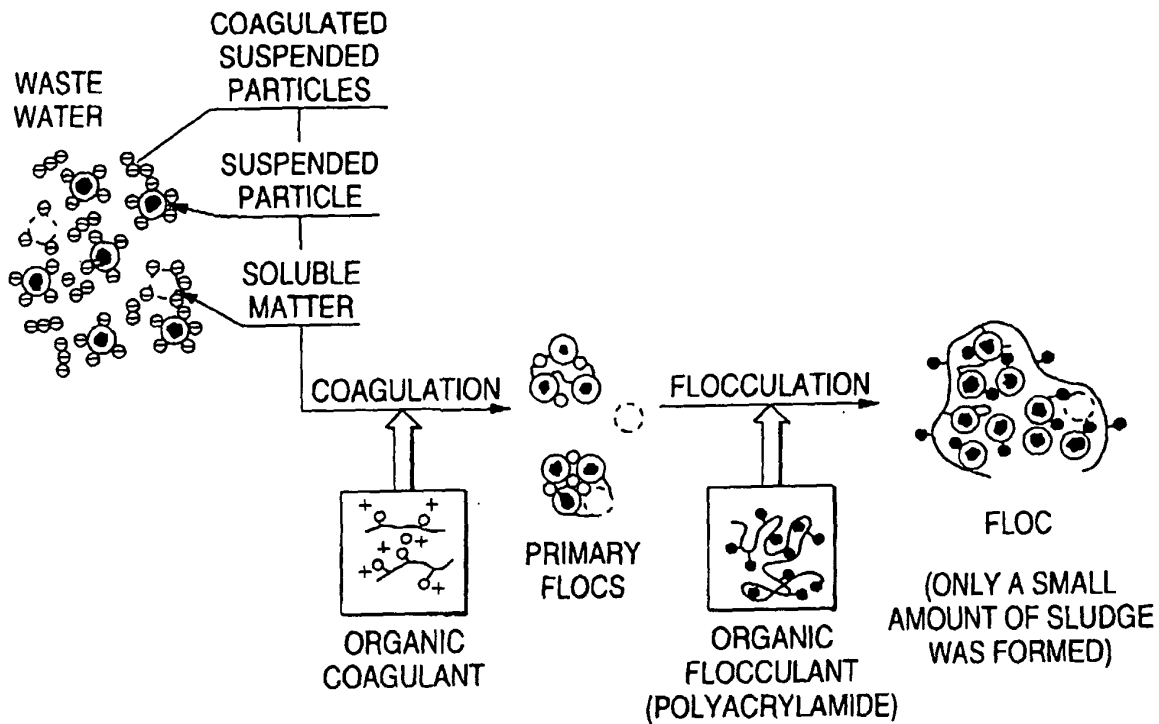 WASTE
WATER
COAGULATED
SUSPENDED
PARTICLES
SUSPENDED
PARTICLE
SOLUBLE
MATTER
COAGULATION
FLOCCULATION
ORGANIC
COAGULANT
PRIMARY
FLOCS
ORGANIC
FLOCCULANT
(POLYACRYLAMIDE)
FLOC
(ONLY A SMALL
AMOUNT OF SLUDGE
WAS FORMED)